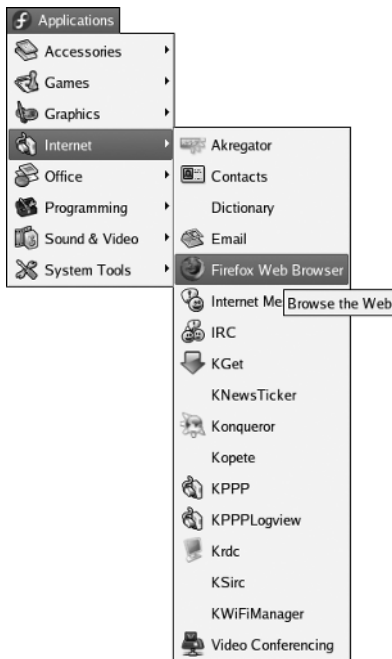 Applications
Accessories
Games
Graphics
Internet
Office
Programming
Sound & Video
System Tools
Akregator
Contacts
Dictionary
Email
Firefox Web Browser
Internet Me
Browse the Web
IRC
KGet
KNewsTicker
Konqueror
Kopete
KPPP
KPPPLogview
Krdc
KSirc
KWiFiManager
Video Conferencing